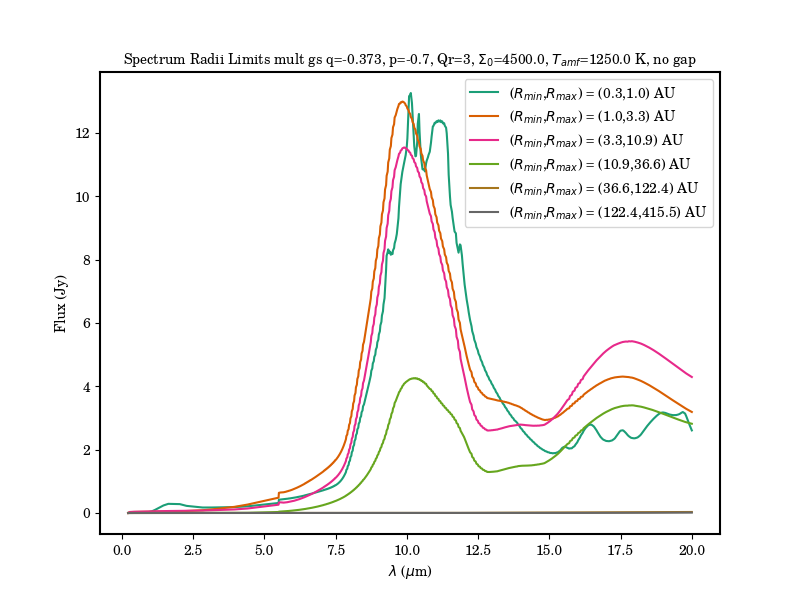 Spectrum Radii Limits mult gs q=-0.373, p=-0.7, Qr=3, Σ0=4500.0, Tamf=1250.0 K, no gap
(Rmin,Rmax) = (0.3,1.0) AU
(Rmin,Rmax) = (1.0,3.3) AU
(Rmin,Rmax) = (3.3,10.9) AU
(Rmin,Rmax) = (10.9,36.6) AU
(Rmin,Rmax) = (36.6,122.4) AU
(Rmin,Rmax) = (122.4,415.5) AU
12
10
8
6
4
2
0
Flux (Jy)
0.0 2.5 5.0 7.5 10.0 12.5 15.0 17.5 20.0
λ (μm)